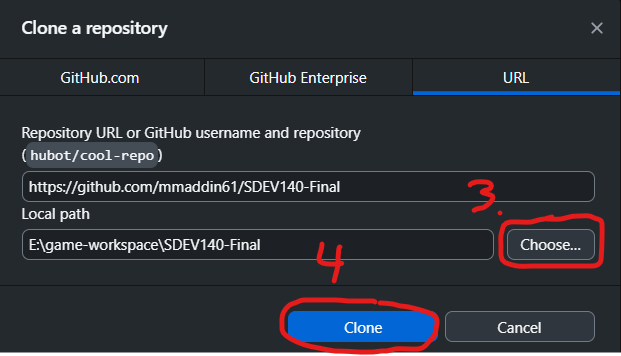 Clone a repository
GitHub.com GitHub Enterprise URL
Repository URL or GitHub username and repository
(hubot/cool-repo)
https://github.com/mmaddin61/SDEV140-Final
3.
Local path
E:\game-workspace\SDEV140-Final Choose...
4
Clone Cancel